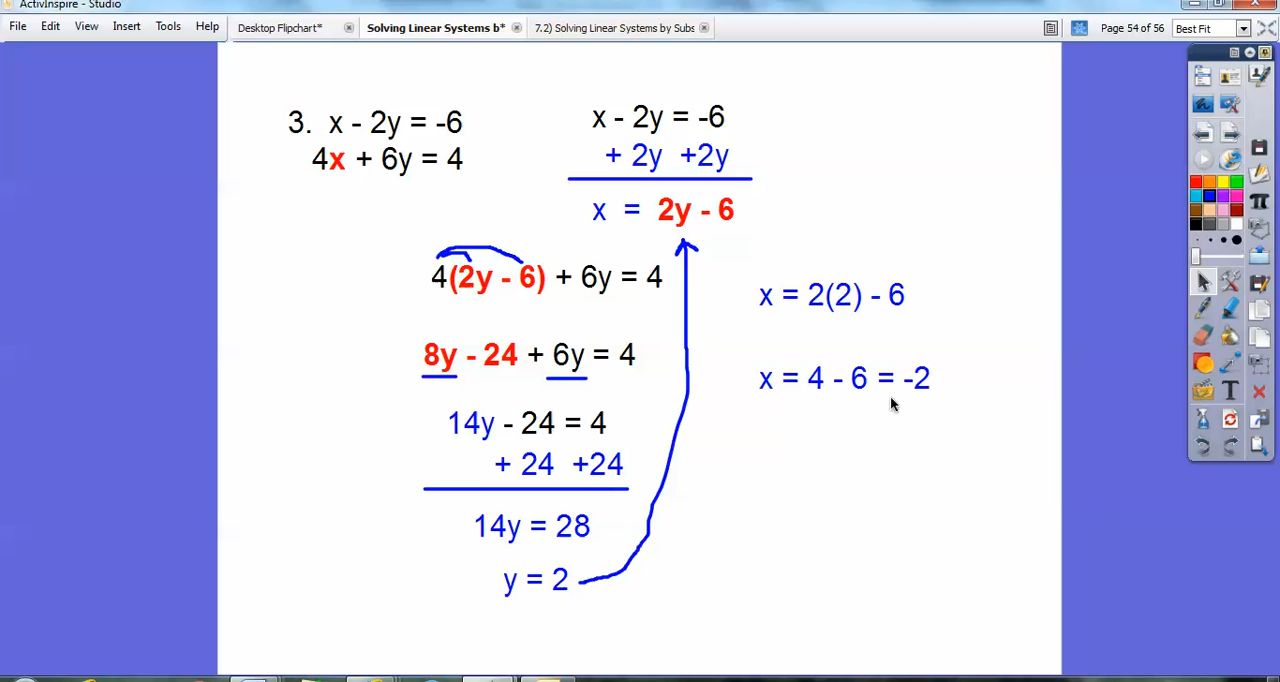 ActivInspire - Studio
File Edit View Insert Tools Help
Desktop Flipchart* Solving Linear Systems b* 7.2) Solving Linear Systems by Subs
Page 54 of 56 Best Fit
3. x - 2y = -6
4x + 6y = 4
x - 2y = -6
+ 2y +2y
x = 2y - 6
4(2y - 6) + 6y = 4
8y - 24 + 6y = 4
14y - 24 = 4
+ 24 +24
14y = 28
y = 2
x = 2(2) - 6
x = 4 - 6 = -2